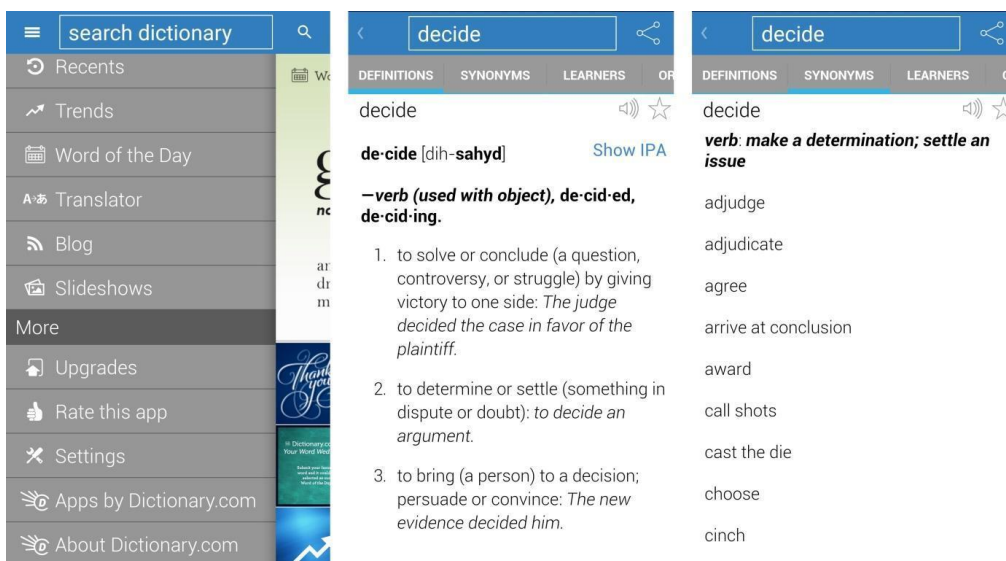 search dictionary
Recents
Trends
Word of the Day
Translator
Blog
Slideshows
More
Upgrades
Rate this app
Settings
Apps by Dictionary.com
About Dictionary.com
Thank you
decide
DEFINITIONS SYNONYMS LEARNERS OR
decide
de·cide [dih-sahyd] Show IPA
—verb (used with object), de·cid·ed,
de·cid·ing.
1. to solve or conclude (a question,
controversy, or struggle) by giving
victory to one side: The judge
decided the case in favor of the
plaintiff.
2. to determine or settle (something in
dispute or doubt): to decide an
argument.
3. to bring (a person) to a decision;
persuade or convince: The new
evidence decided him.
decide
DEFINITIONS SYNONYMS LEARNERS
decide
verb: make a determination; settle an
issue
adjudge
adjudicate
agree
arrive at conclusion
award
call shots
cast the die
choose
cinch